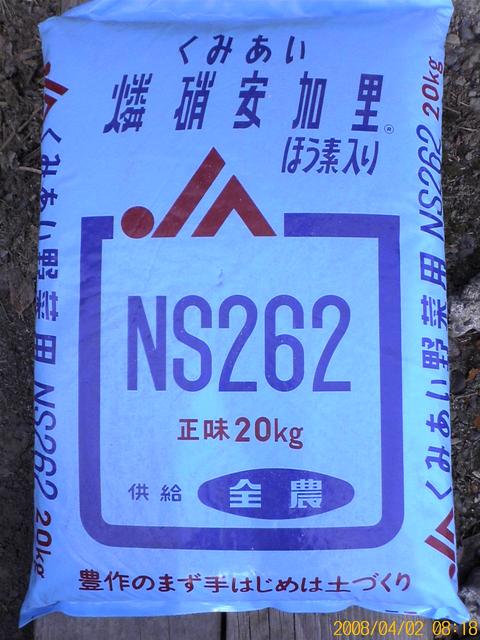 くみあい
燐硝安加里®
ほう素入り
JA
NS262
正味20kg
供給 全農
豊作のまず手はじめは土づくり
くみあい野菜用 NS262 20kg
くみあい野菜用 NS262 20kg
2008/04/02 08:18